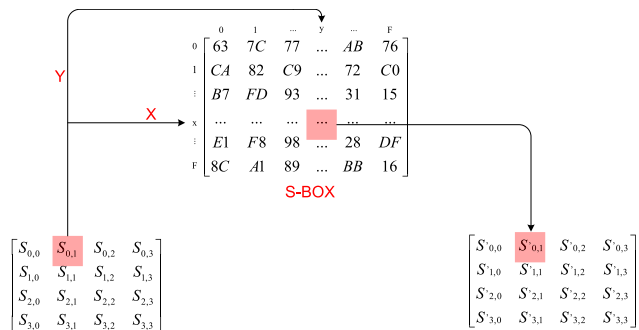 0 1 ... y ... F
0 63 7C 77 ... AB 76
1 CA 82 C9 ... 72 C0
⋮ B7 FD 93 ... 31 15
x ... ... ... ... ... ...
⋮ E1 F8 98 ... 28 DF
F 8C A1 89 ... BB 16
Y
X
S-BOX
S0,0 S0,1 S0,2 S0,3
S1,0 S1,1 S1,2 S1,3
S2,0 S2,1 S2,2 S2,3
S3,0 S3,1 S3,2 S3,3
S'0,0 S'0,1 S'0,2 S'0,3
S'1,0 S'1,1 S'1,2 S'1,3
S'2,0 S'2,1 S'2,2 S'2,3
S'3,0 S'3,1 S'3,2 S'3,3